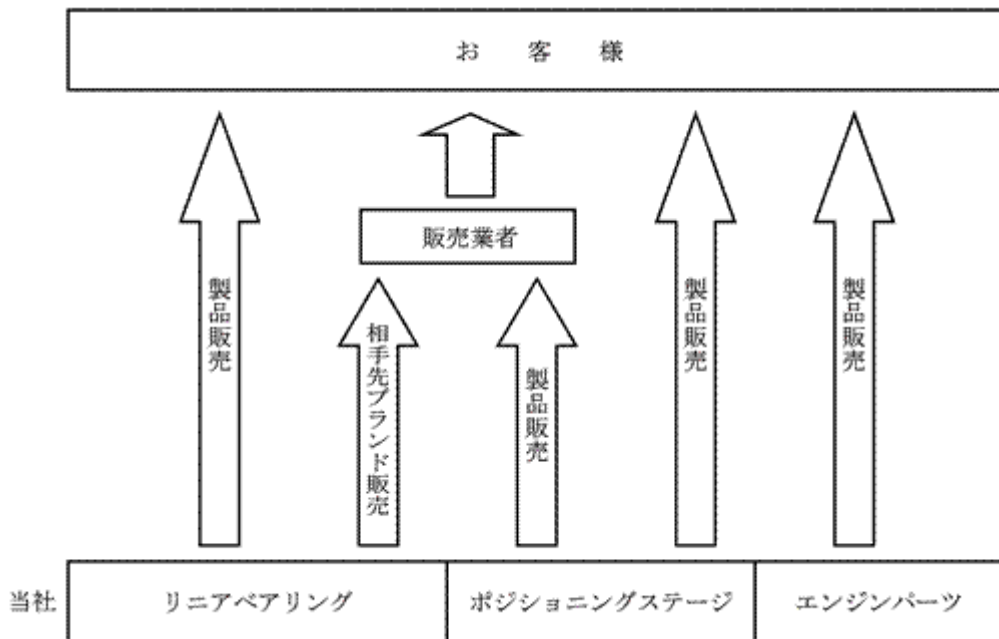 お 客 様
販売業者
製品販売
相手先ブランド販売
製品販売
製品販売
製品販売
当社
リニアベアリング
ポジショニングステージ
エンジンパーツ